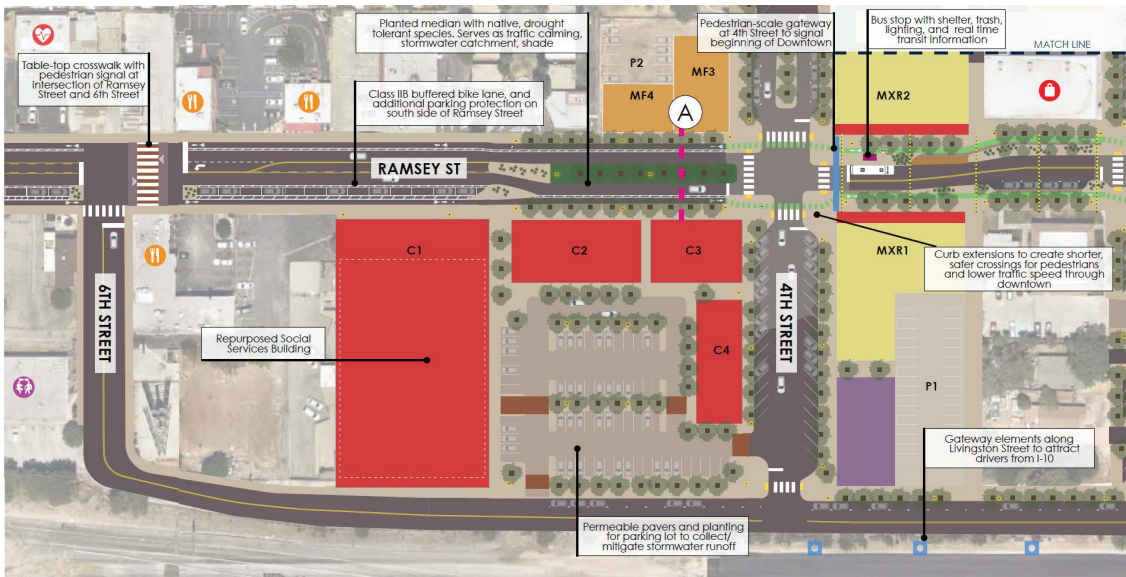 Table-top crosswalk with
pedestrian signal at
intersection of Ramsey
Street and 6th Street
Planted median with native, drought
tolerant species. Serves as traffic calming,
stormwater catchment, shade
Class IIB buffered bike lane, and
additional parking protection on
south side of Ramsey Street
Pedestrian-scale gateway
at 4th Street to signal
beginning of Downtown
Bus stop with shelter, trash,
lighting, and real time
transit information
MATCH LINE
P2
MF3
MF4
A
MXR2
RAMSEY ST
C1
C2
C3
MXR1
Curb extensions to create shorter,
safer crossings for pedestrians
and lower traffic speed through
downtown
6TH STREET
4TH STREET
Repurposed Social
Services Building
C4
P1
Gateway elements along
Livingston Street to attract
drivers from I-10
Permeable pavers and planting
for parking lot to collect/
mitigate stormwater runoff